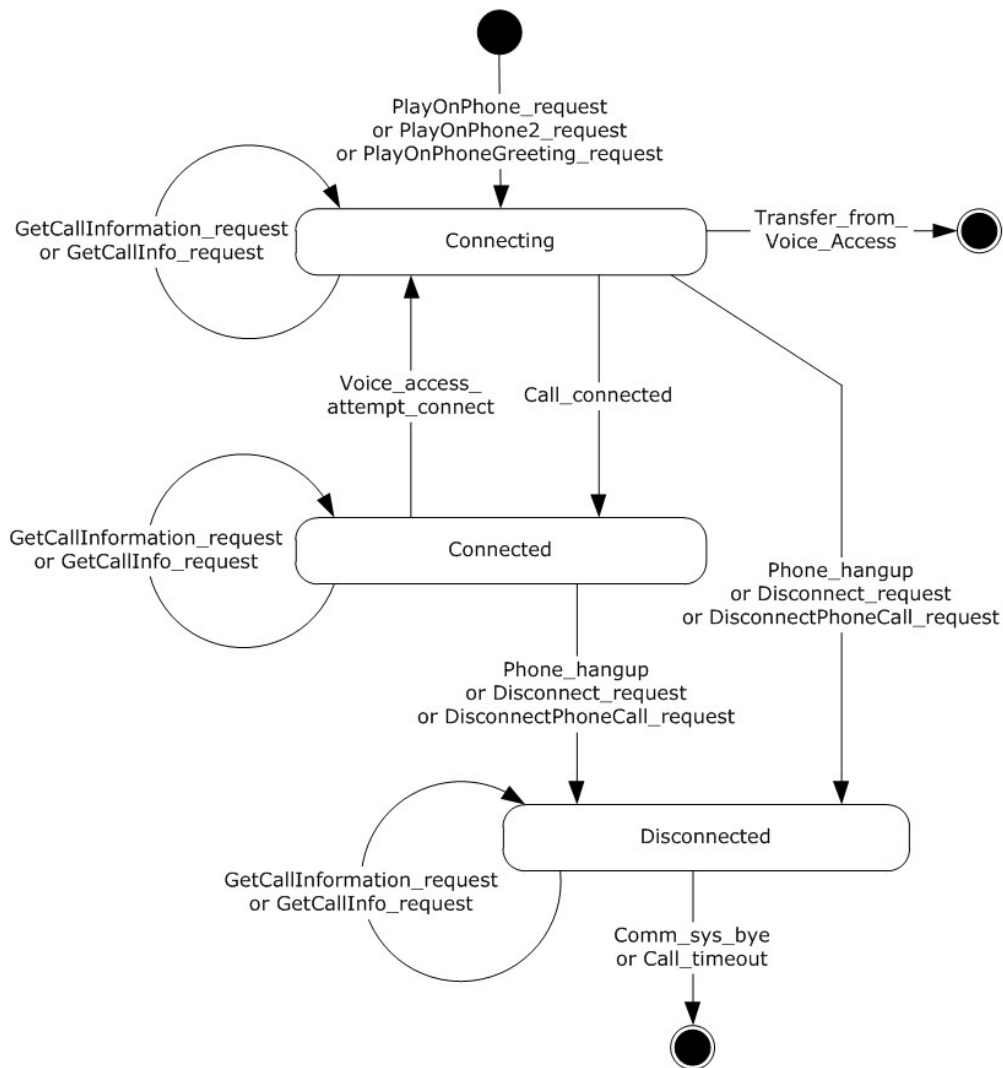 PlayOnPhone_request
or PlayOnPhone2_request
or PlayOnPhoneGreeting_request
GetCallInformation_request
or GetCallInfo_request
Connecting
Transfer_from_
Voice_Access
Voice_access_
attempt_connect
Call_connected
GetCallInformation_request
or GetCallInfo_request
Connected
Phone_hangup
or Disconnect_request
or DisconnectPhoneCall_request
Phone_hangup
or Disconnect_request
or DisconnectPhoneCall_request
Disconnected
GetCallInformation_request
or GetCallInfo_request
Comm_sys_bye
or Call_timeout